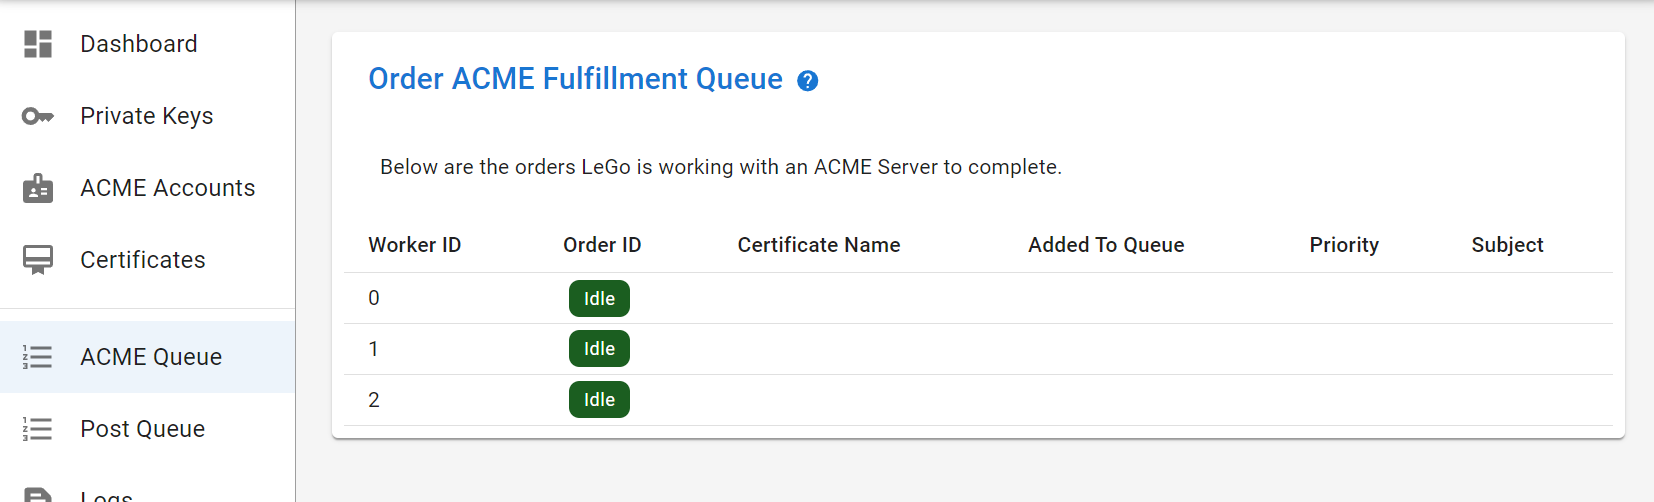 Dashboard
Private Keys
ACME Accounts
Certificates
ACME Queue
Post Queue
Logs
Order ACME Fulfillment Queue
Below are the orders LeGo is working with an ACME Server to complete.
Worker ID Order ID Certificate Name Added To Queue Priority Subject
0 Idle
1 Idle
2 Idle